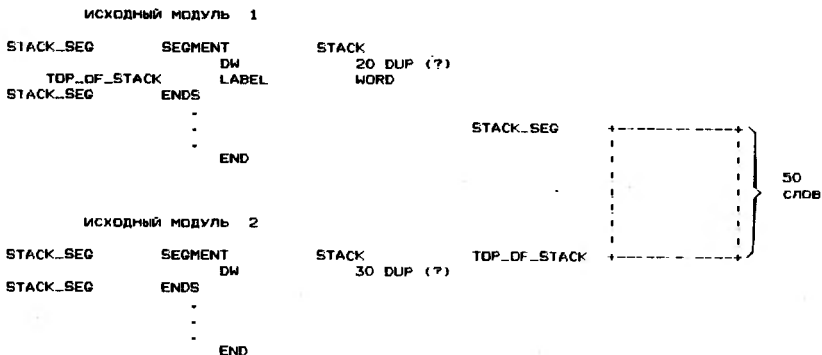 ИСХОДНЫЙ МОДУЛЬ 1
STACK_SEG SEGMENT STACK
DW 20 DUP (?)
TOP_OF_STACK LABEL WORD
STACK_SEG ENDS
.
.
.
END
STACK_SEG
50
СЛОВ
TOP_OF_STACK
ИСХОДНЫЙ МОДУЛЬ 2
STACK_SEG SEGMENT STACK
DW 30 DUP (?)
STACK_SEG ENDS
.
.
.
END